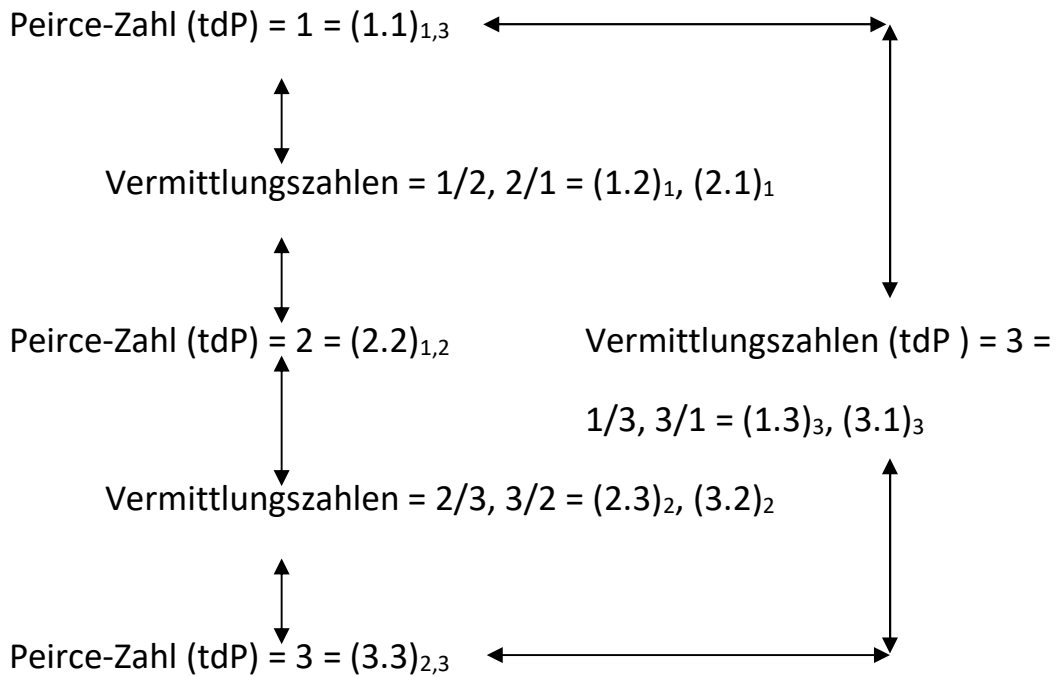 Peirce-Zahl (tdP) = 1 = (1.1)₁,₃
Vermittlungszahlen = 1/2, 2/1 = (1.2)₁, (2.1)₁
Peirce-Zahl (tdP) = 2 = (2.2)₁,₂
Vermittlungszahlen (tdP ) = 3 =
1/3, 3/1 = (1.3)₃, (3.1)₃
Vermittlungszahlen = 2/3, 3/2 = (2.3)₂, (3.2)₂
Peirce-Zahl (tdP) = 3 = (3.3)₂,₃